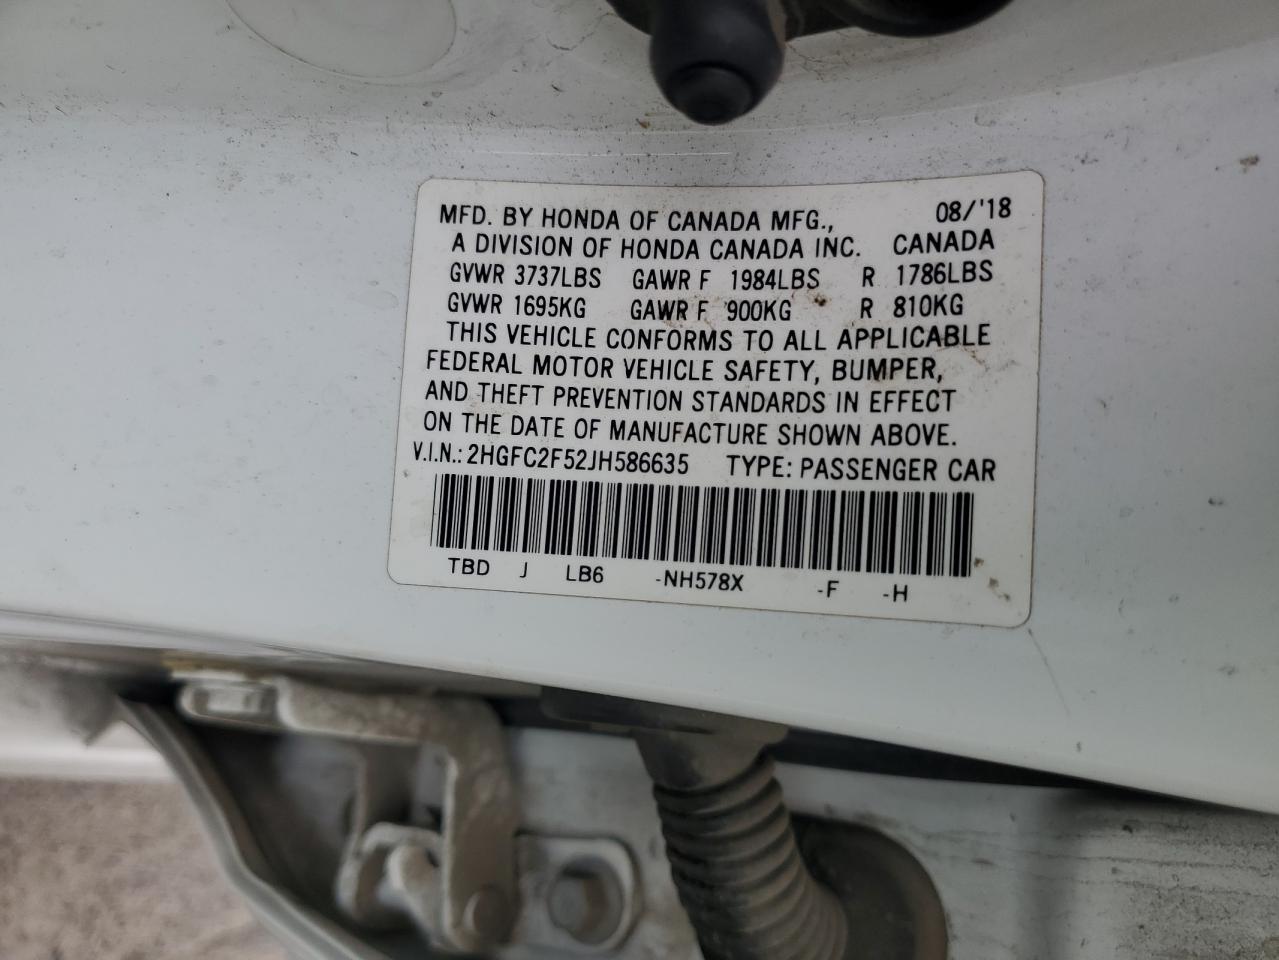 MFD. BY HONDA OF CANADA MFG., 08/'18
A DIVISION OF HONDA CANADA INC. CANADA
GVWR 3737LBS GAWR F 1984LBS R 1786LBS
GVWR 1695KG GAWR F 900KG R 810KG
THIS VEHICLE CONFORMS TO ALL APPLICABLE
FEDERAL MOTOR VEHICLE SAFETY, BUMPER,
AND THEFT PREVENTION STANDARDS IN EFFECT
ON THE DATE OF MANUFACTURE SHOWN ABOVE.
V.I.N.: 2HGFC2F52JH586635 TYPE: PASSENGER CAR
TBD J LB6 -NH578X -F -H